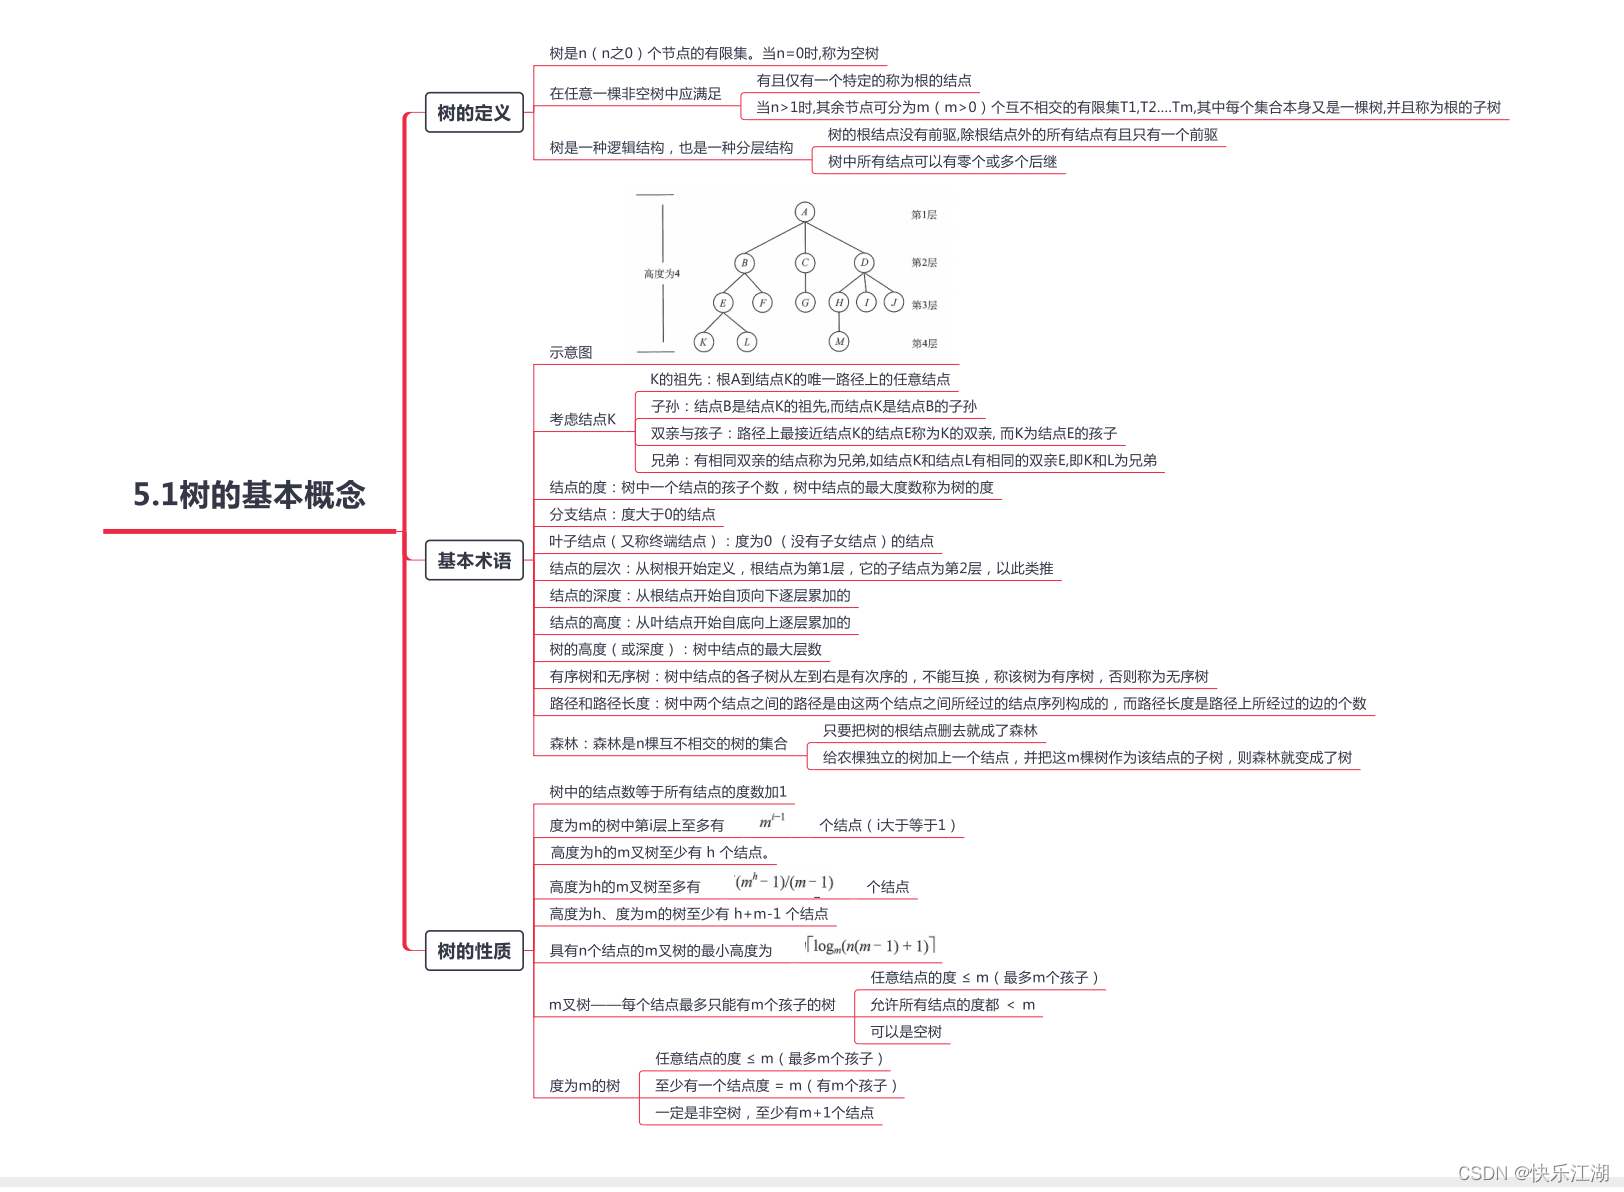 树是n（n之0）个节点的有限集。当n=0时,称为空树
有且仅有一个特定的称为根的结点
在任意一棵非空树中应满足
当n>1时,其余节点可分为m（m>0）个互不相交的有限集T1,T2....Tm,其中每个集合本身又是一棵树,并且称为根的子树
树的定义
树的根结点没有前驱,除根结点外的所有结点有且只有一个前驱
树是一种逻辑结构，也是一种分层结构
树中所有结点可以有零个或多个后继
A
第1层
B
C
D
第2层
高度为4
E
F
G
H
I
J
第3层
K
L
M
第4层
示意图
K的祖先：根A到结点K的唯一路径上的任意结点
子孙：结点B是结点K的祖先,而结点K是结点B的子孙
考虑结点K
双亲与孩子：路径上最接近结点K的结点E称为K的双亲, 而K为结点E的孩子
兄弟：有相同双亲的结点称为兄弟,如结点K和结点L有相同的双亲E,即K和L为兄弟
5.1树的基本概念
结点的度：树中一个结点的孩子个数，树中结点的最大度数称为树的度
分支结点：度大于0的结点
叶子结点（又称终端结点）：度为0 （没有子女结点）的结点
基本术语
结点的层次：从树根开始定义，根结点为第1层，它的子结点为第2层，以此类推
结点的深度：从根结点开始自顶向下逐层累加的
结点的高度：从叶结点开始自底向上逐层累加的
树的高度（或深度）：树中结点的最大层数
有序树和无序树：树中结点的各子树从左到右是有次序的，不能互换，称该树为有序树，否则称为无序树
路径和路径长度：树中两个结点之间的路径是由这两个结点之间所经过的结点序列构成的，而路径长度是路径上所经过的边的个数
只要把树的根结点删去就成了森林
森林：森林是n棵互不相交的树的集合
给农棵独立的树加上一个结点，并把这m棵树作为该结点的子树，则森林就变成了树
树中的结点数等于所有结点的度数加1
度为m的树中第i层上至多有 m^{i−1} 个结点（i大于等于1）
高度为h的m叉树至少有 h 个结点。
高度为h的m叉树至多有 (m^h − 1)/(m − 1) 个结点
高度为h、度为m的树至少有 h+m-1 个结点
树的性质
具有n个结点的m叉树的最小高度为 ⌈log_m(n(m − 1) + 1)⌉
任意结点的度 ≤ m（最多m个孩子）
m叉树——每个结点最多只能有m个孩子的树
允许所有结点的度都 < m
可以是空树
任意结点的度 ≤ m（最多m个孩子）
度为m的树
至少有一个结点度 = m（有m个孩子）
一定是非空树，至少有m+1个结点
CSDN @快乐江湖